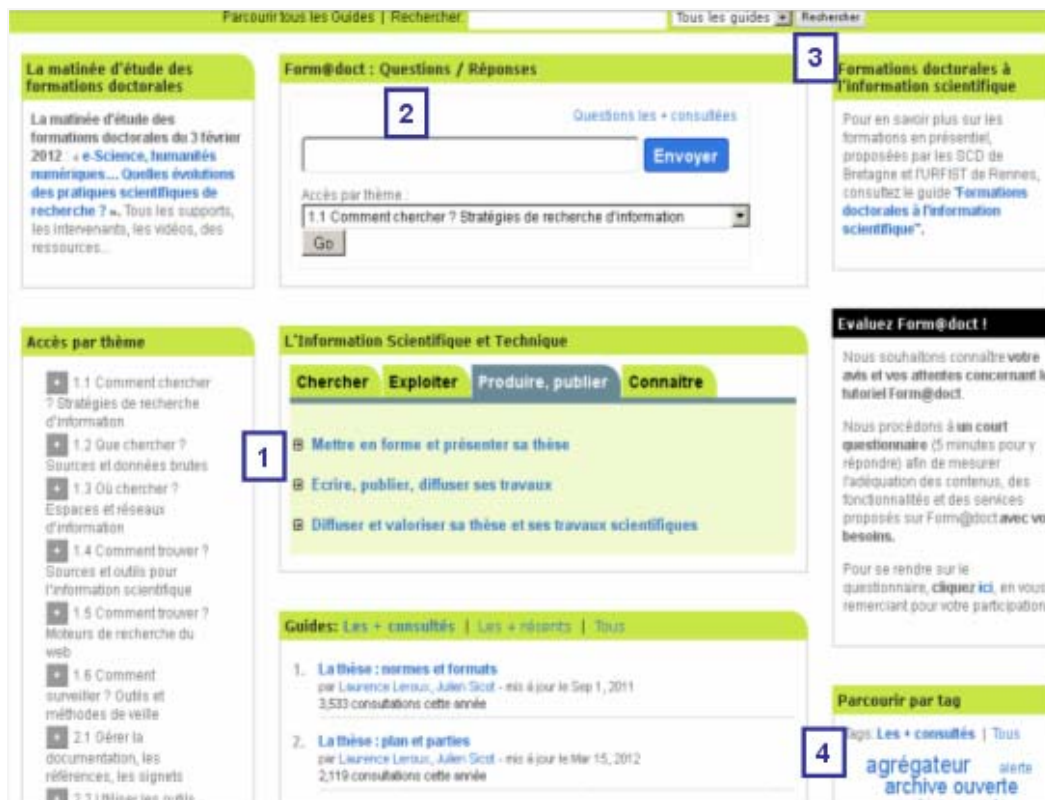 Parcourir tous les Guides | Rechercher: Tous les guides Rechercher
La matinée d'étude des
formations doctorales
La matinée d'étude des
formations doctorales du 3 février
2012 : « e-Science, humanités
numériques... Quelles évolutions
des pratiques scientifiques de
recherche ? ». Tous les supports,
les intervenants, les vidéos, des
ressources...
Accès par thème
1.1 Comment chercher
? Stratégies de recherche
d'information
1.2 Que chercher ?
Sources et données brutes
1.3 Où chercher ?
Espaces et réseaux
d'information
1.4 Comment trouver ?
Sources et outils pour
l'information scientifique
1.5 Comment trouver ?
Moteurs de recherche du
web
1.6 Comment
surveiller ? Outils et
méthodes de veille
2.1 Gérer la
documentation, les
références, les signets
2.2 Utiliser les outils
Form@doct : Questions / Réponses
2
Questions les + consultées
Envoyer
Accès par thème :
1.1 Comment chercher ? Stratégies de recherche d'information
Go
L'Information Scientifique et Technique
Chercher Exploiter Produire, publier Connaitre
1
Mettre en forme et présenter sa thèse
Ecrire, publier, diffuser ses travaux
Diffuser et valoriser sa thèse et ses travaux scientifiques
Guides: Les + consultés | Les + récents | Tous
1. La thèse : normes et formats
par Laurence Leroux, Julien Sicot - mis à jour le Sep 1, 2011
3,533 consultations cette année
2. La thèse : plan et parties
par Laurence Leroux, Julien Sicot - mis à jour le Mar 15, 2012
2,119 consultations cette année
3
Formations doctorales à
l'information scientifique
Pour en savoir plus sur les
formations en présentiel,
proposées par les SCD de
Bretagne et l'URFIST de Rennes,
consultez le guide "Formations
doctorales à l'information
scientifique".
Evaluez Form@doct !
Nous souhaitons connaître votre
avis et vos attentes concernant le
tutoriel Form@doct.
Nous procédons à un court
questionnaire (5 minutes pour y
répondre) afin de mesurer
l'adéquation des contenus, des
fonctionnalités et des services
proposés sur Form@doct avec vo
besoins.
Pour se rendre sur le
questionnaire, cliquez ici, en vous
remerciant pour votre participation
Parcourir par tag
4
Tags: Les + consultés | Tous
agrégateur alerte
archive ouverte